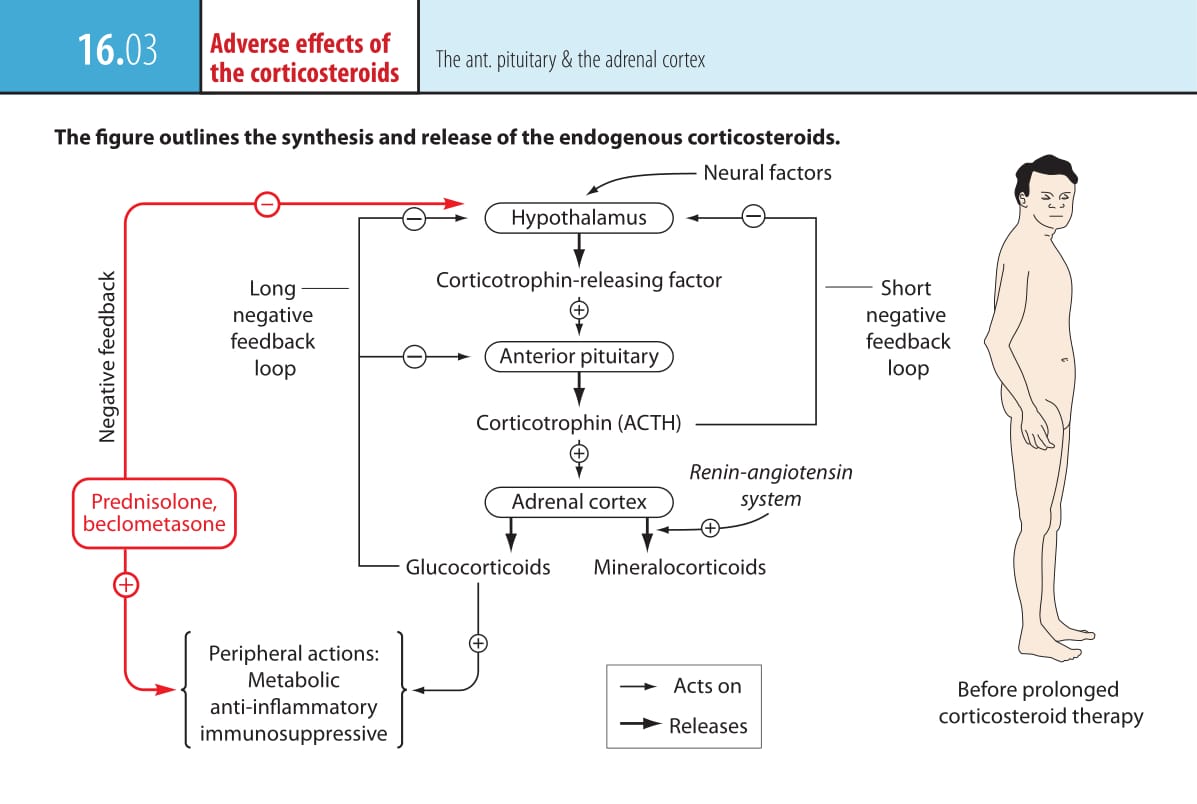 16.03
Adverse effects of
the corticosteroids
The ant. pituitary & the adrenal cortex
The figure outlines the synthesis and release of the endogenous corticosteroids.
Neural factors
−
−
Hypothalamus
−
Negative feedback
Long
negative
feedback
loop
Corticotrophin-releasing factor
+
Short
negative
feedback
loop
−
Anterior pituitary
Corticotrophin (ACTH)
+
Renin-angiotensin
system
Prednisolone,
beclometasone
Adrenal cortex
+
Glucocorticoids
Mineralocorticoids
+
+
Peripheral actions:
Metabolic
anti-inflammatory
immunosuppressive
Acts on
Releases
Before prolonged
corticosteroid therapy